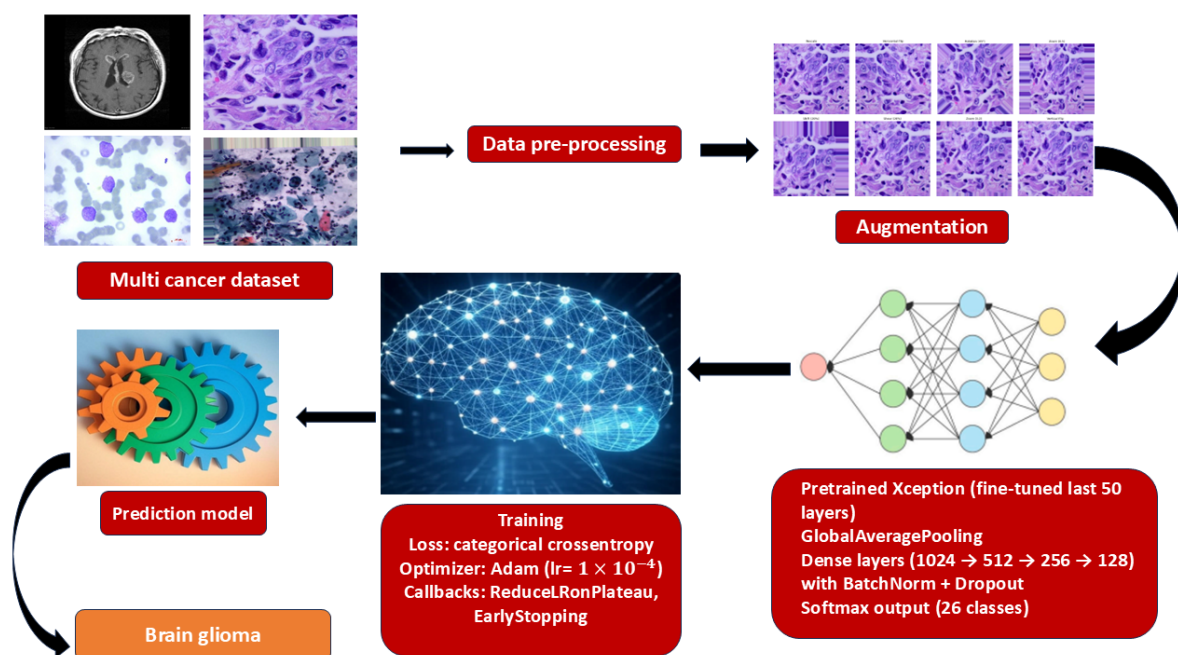 Data pre-processing
Augmentation
Multi cancer dataset
Pretrained Xception (fine-tuned last 50
layers)
GlobalAveragePooling
Dense layers (1024 → 512 → 256 → 128)
with BatchNorm + Dropout
Softmax output (26 classes)
Training
Loss: categorical crossentropy
Optimizer: Adam (lr= 1 × 10⁻⁴)
Callbacks: ReduceLRonPlateau,
EarlyStopping
Prediction model
Brain glioma